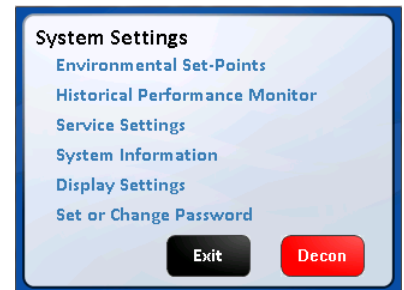 System Settings
Environmental Set-Points
Historical Performance Monitor
Service Settings
System Information
Display Settings
Set or Change Password
Exit Decon